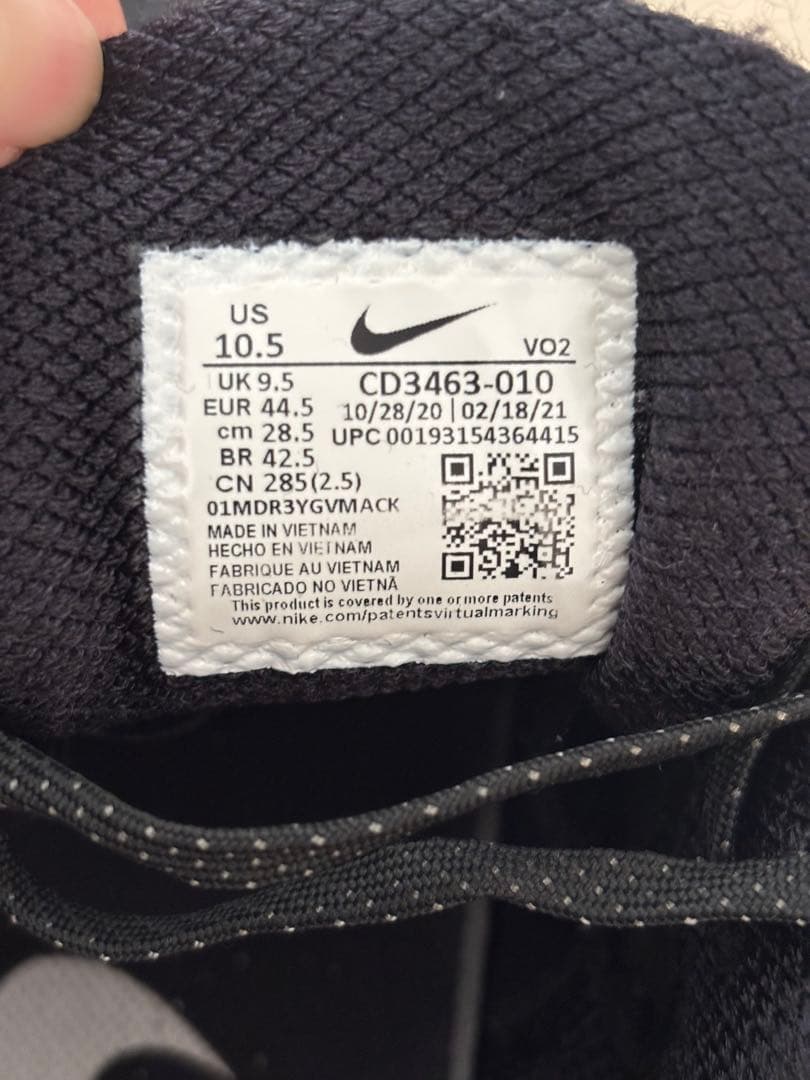 US
10.5
VO2
UK 9.5
CD3463-010
EUR 44.5
10/28/20 | 02/18/21
cm 28.5
UPC 00193154364415
BR 42.5
CN 285(2.5)
01MDR3YGVMACK
MADE IN VIETNAM
HECHO EN VIETNAM
FABRIQUE AU VIETNAM
FABRICADO NO VIETNÃ
This product is covered by one or more patents
www.nike.com/patentsvirtualmarking